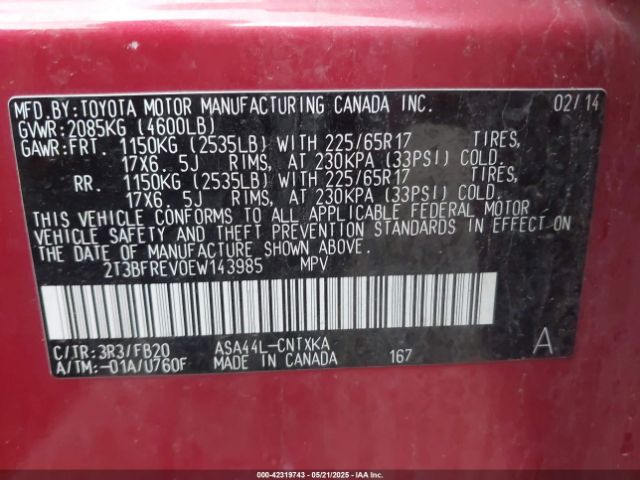 MFD.BY:TOYOTA MOTOR MANUFACTURING CANADA INC. 02/14
GVWR:2085KG (4600LB)
GAWR:FRT. 1150KG (2535LB) WITH 225/65R17 TIRES,
17X6. 5J RIMS, AT 230KPA (33PSI) COLD.
RR. 1150KG (2535LB) WITH 225/65R17 TIRES,
17X6. 5J RIMS, AT 230KPA (33PSI) COLD.
THIS VEHICLE CONFORMS TO ALL APPLICABLE FEDERAL MOTOR
VEHICLE SAFETY AND THEFT PREVENTION STANDARDS IN EFFECT ON
THE DATE OF MANUFACTURE SHOWN ABOVE.
2T3BFREV0EW143985 MPV
C/TR:3R3/FB20 ASA44L-CNTXKA A
A/TM:-01A/U760F MADE IN CANADA 167
000-42319743 - 05/21/2025 - IAAI Inc.